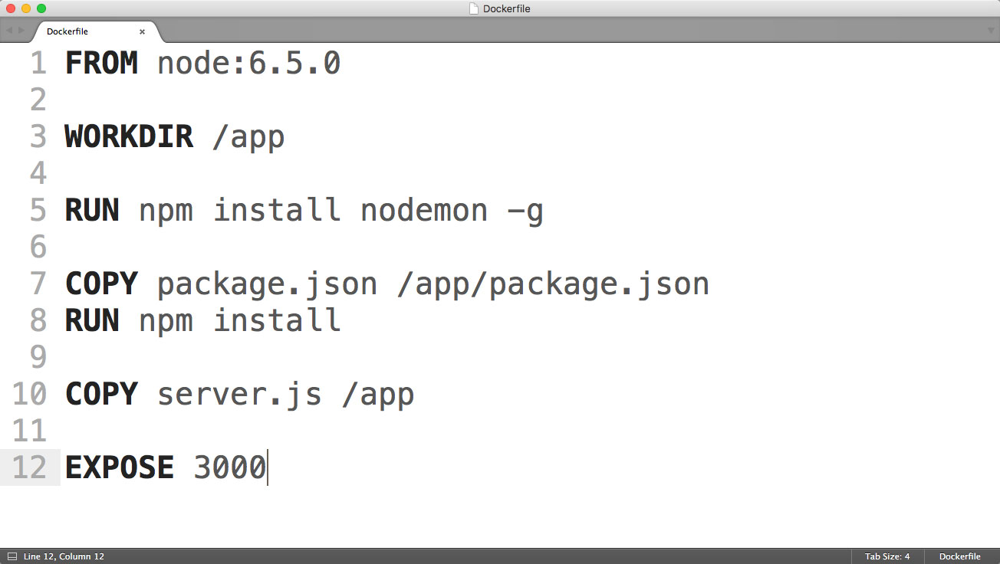 Dockerfile
Dockerfile ×
1 FROM node:6.5.0
2
3 WORKDIR /app
4
5 RUN npm install nodemon -g
6
7 COPY package.json /app/package.json
8 RUN npm install
9
10 COPY server.js /app
11
12 EXPOSE 3000
Line 12, Column 12 Tab Size: 4 Dockerfile